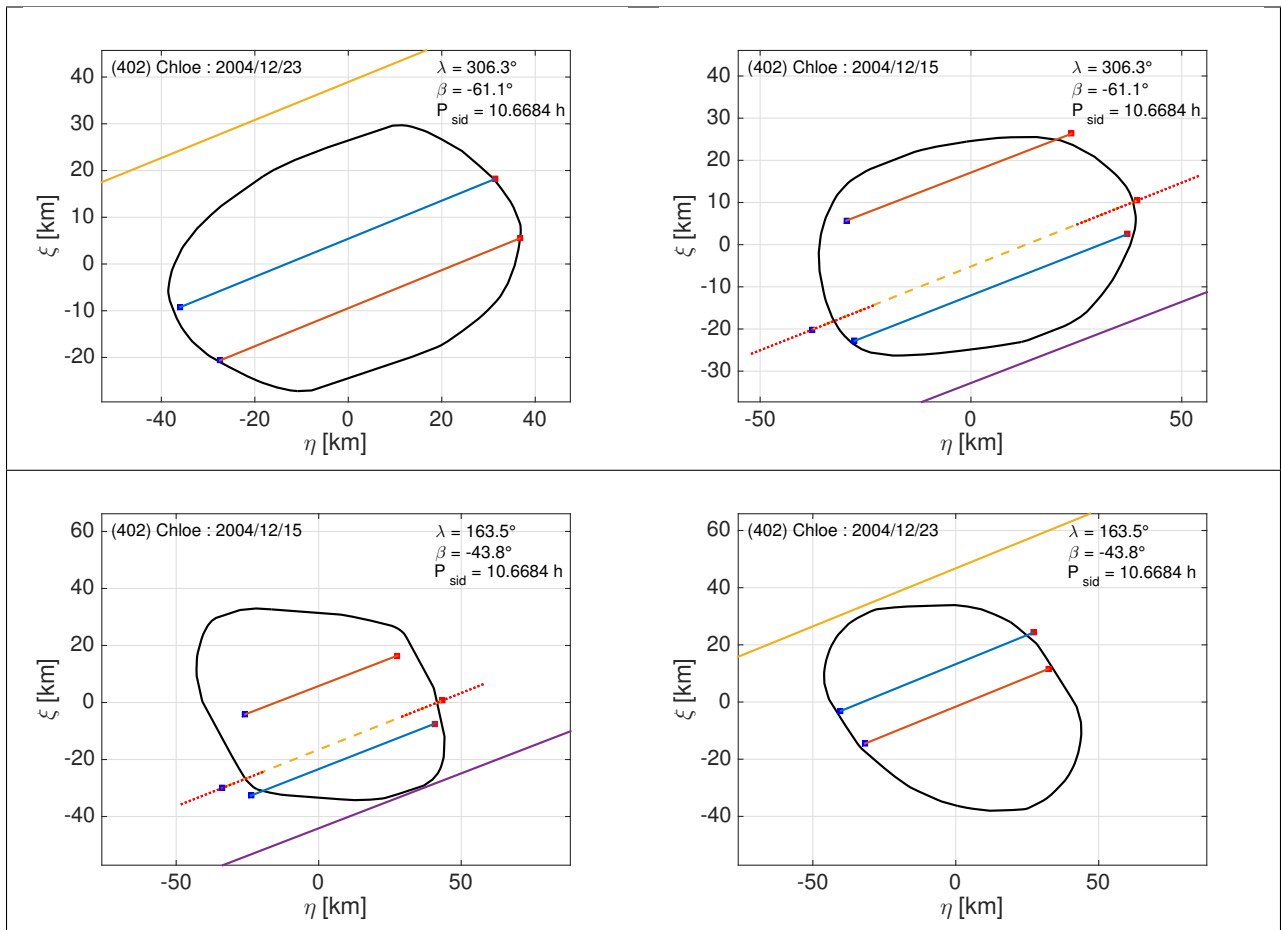 (402) Chloe : 2004/12/23
λ = 306.3°
β = -61.1°
P sid = 10.6684 h
40
30
20
10
0
-10
-20
ξ [km]
-40
-20
0
20
40
η [km]
(402) Chloe : 2004/12/15
λ = 306.3°
β = -61.1°
P sid = 10.6684 h
40
30
20
10
0
-10
-20
-30
ξ [km]
-50
0
50
η [km]
(402) Chloe : 2004/12/15
λ = 163.5°
β = -43.8°
P sid = 10.6684 h
60
40
20
0
-20
-40
ξ [km]
-50
0
50
η [km]
(402) Chloe : 2004/12/23
λ = 163.5°
β = -43.8°
P sid = 10.6684 h
60
40
20
0
-20
-40
ξ [km]
-50
0
50
η [km]